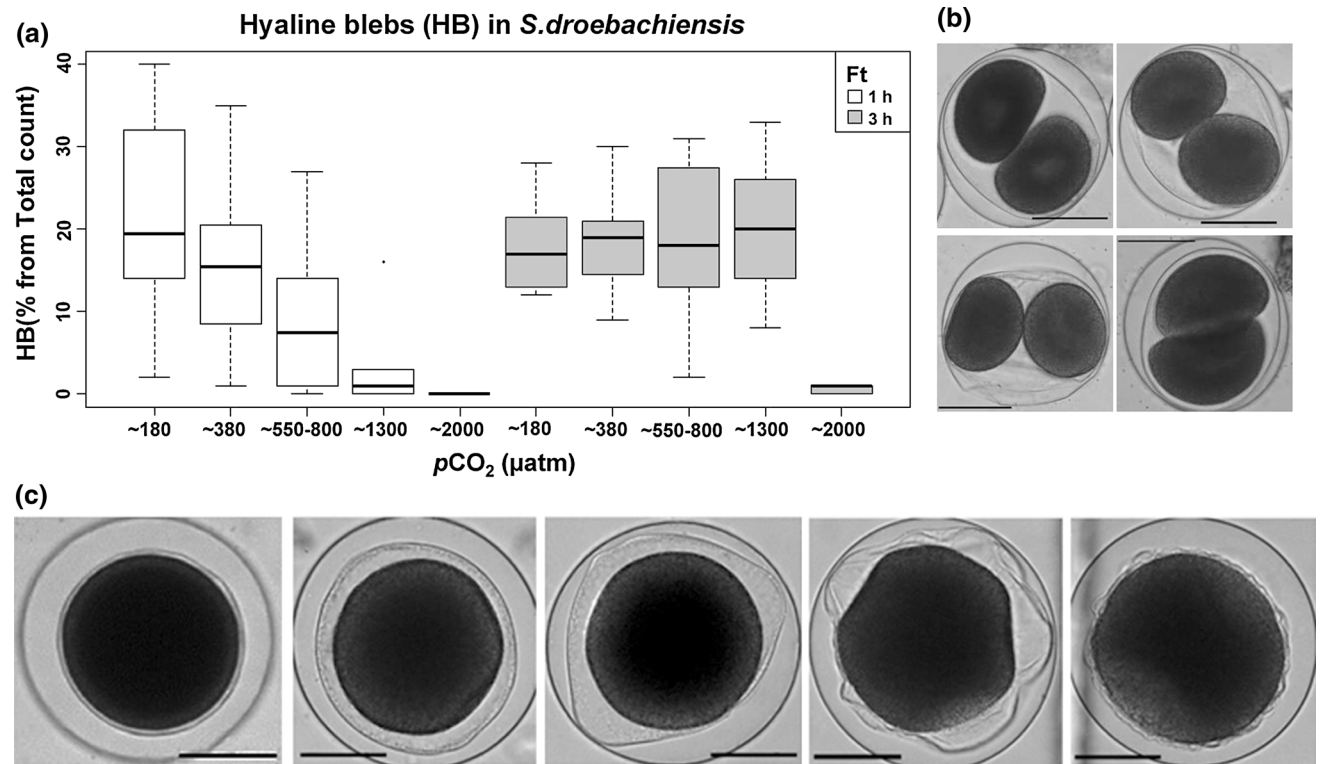 (a)
Hyaline blebs (HB) in S.droebachiensis
HB(% from Total count)
40
30
20
10
0
Ft
1 h
3 h
~180 ~380 ~550-800 ~1300 ~2000 ~180 ~380 ~550-800 ~1300 ~2000
pCO₂ (µatm)
(b)
(c)